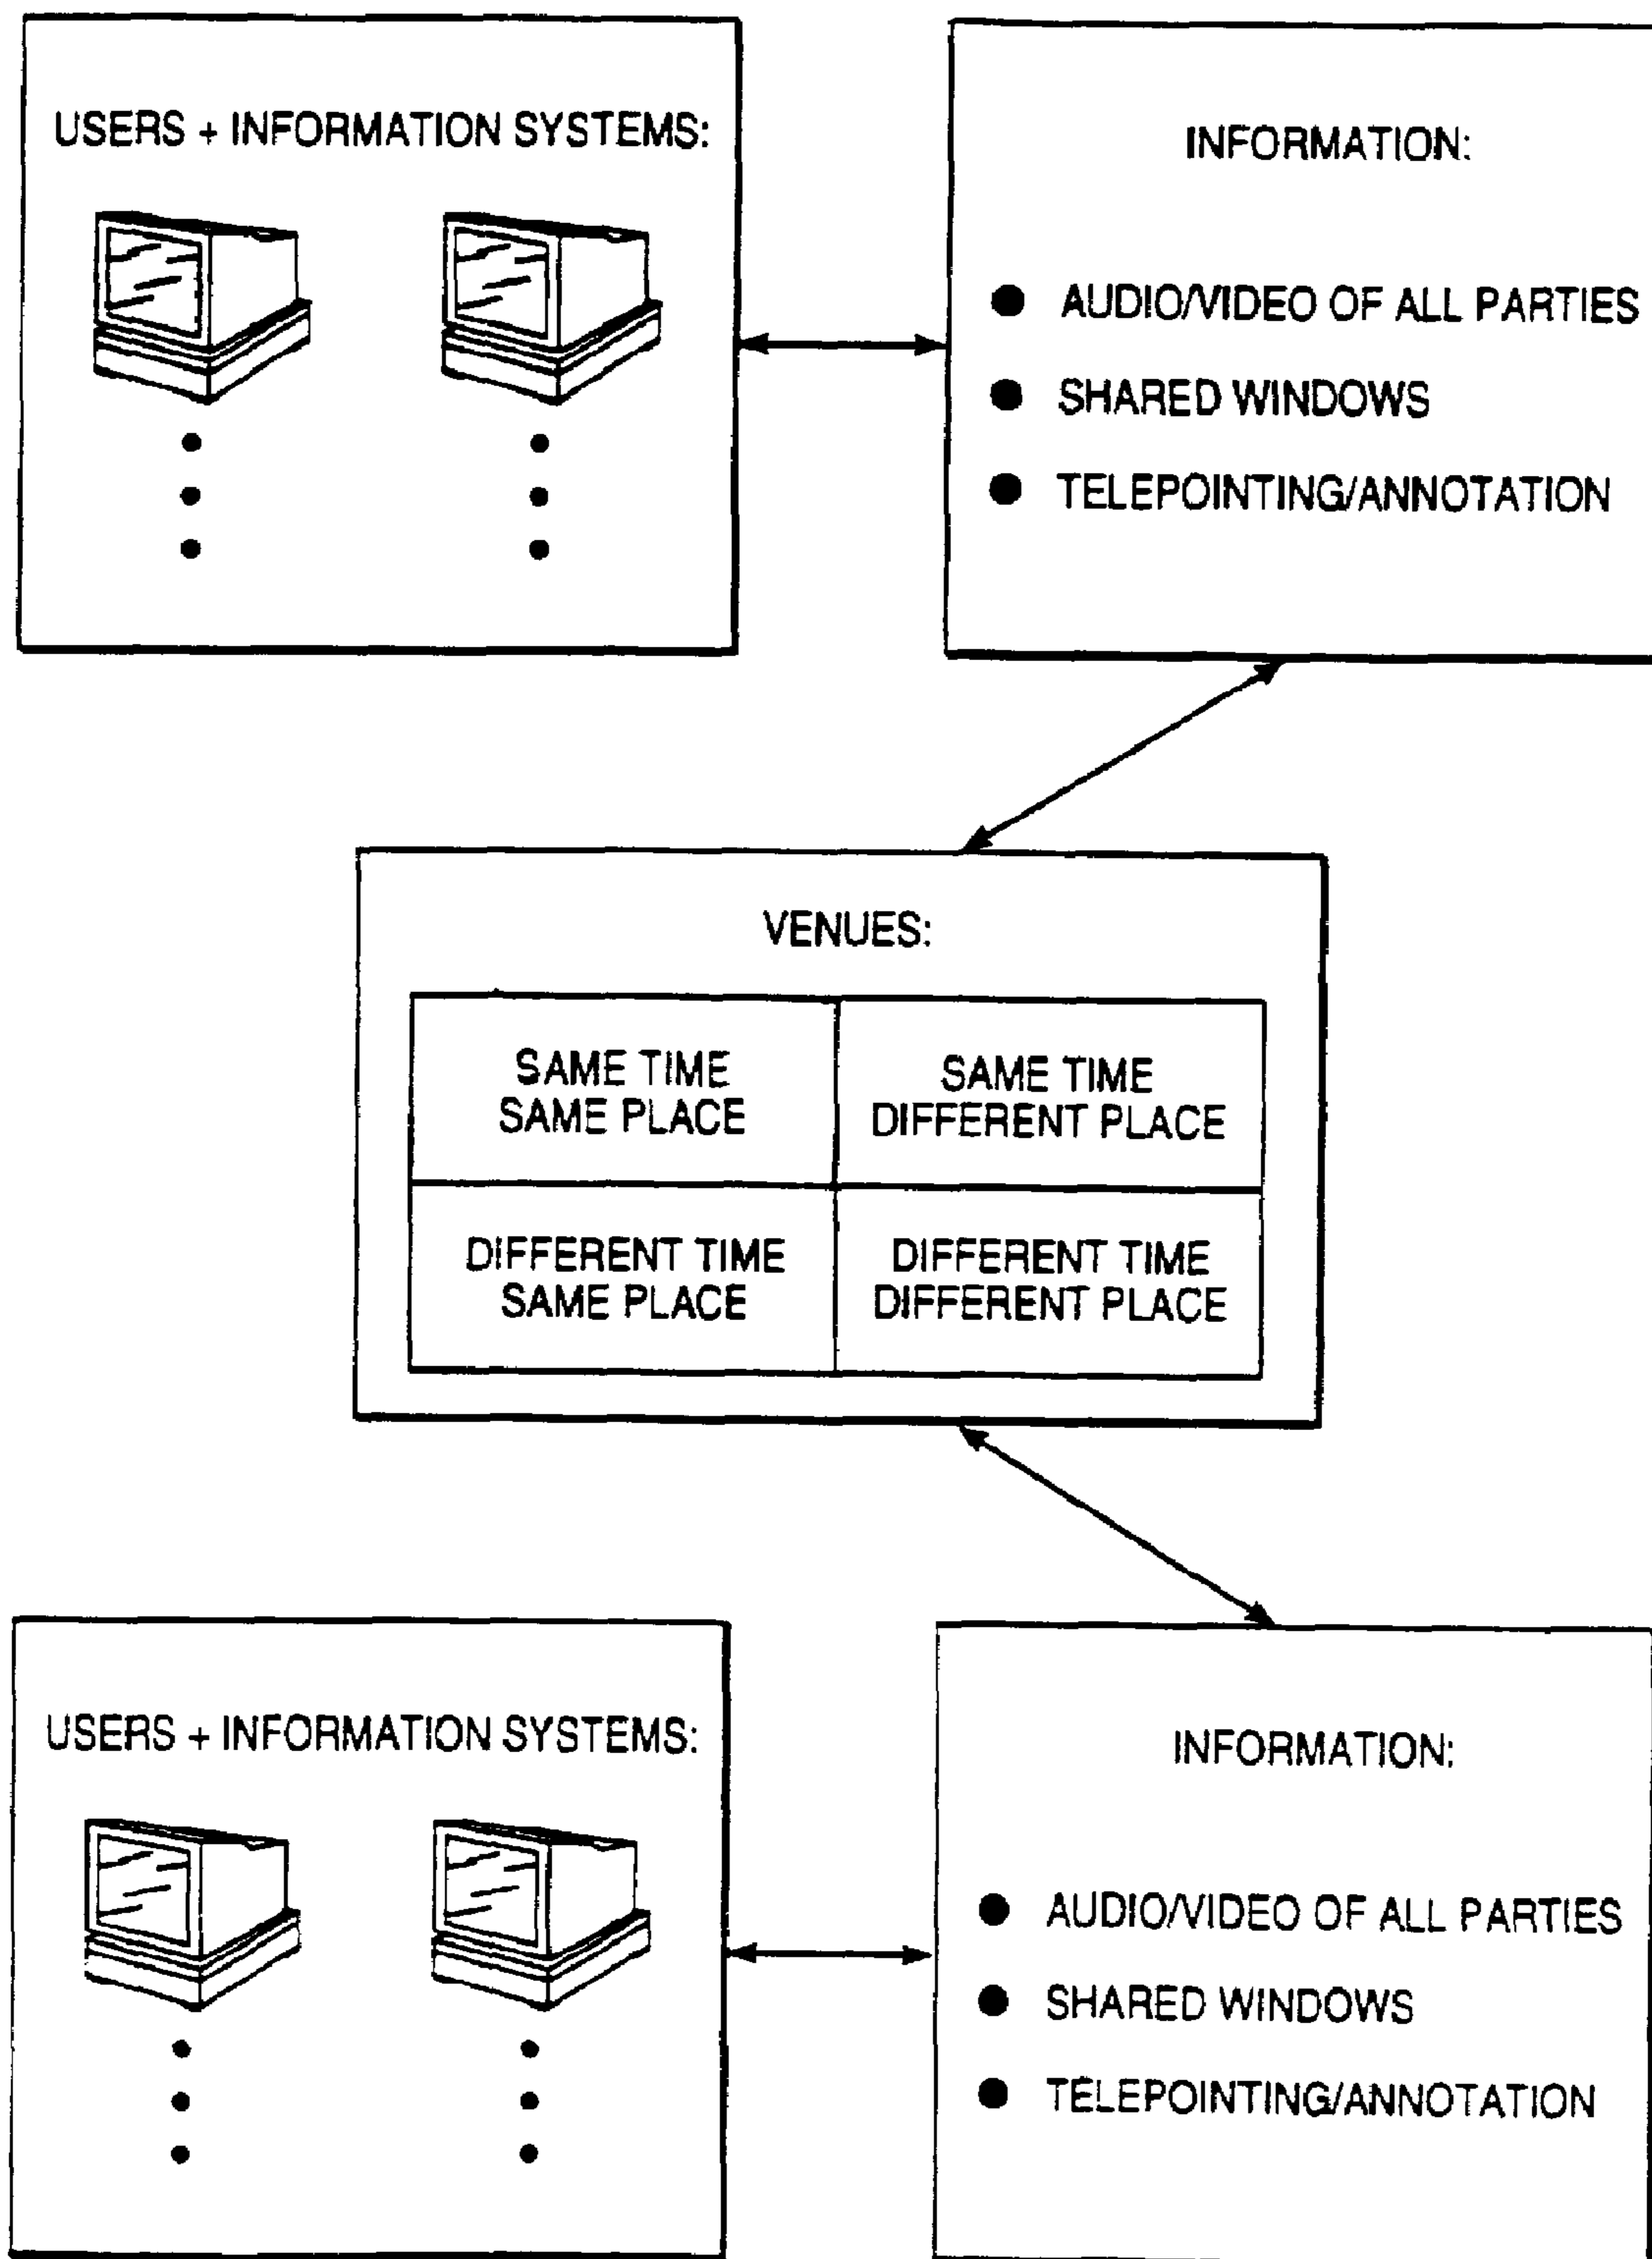 USERS + INFORMATION SYSTEMS:
INFORMATION:
● AUDIO/VIDEO OF ALL PARTIES
● SHARED WINDOWS
● TELEPOINTING/ANNOTATION
VENUES:
SAME TIME
SAME PLACE
SAME TIME
DIFFERENT PLACE
DIFFERENT TIME
SAME PLACE
DIFFERENT TIME
DIFFERENT PLACE
USERS + INFORMATION SYSTEMS:
INFORMATION:
● AUDIO/VIDEO OF ALL PARTIES
● SHARED WINDOWS
● TELEPOINTING/ANNOTATION